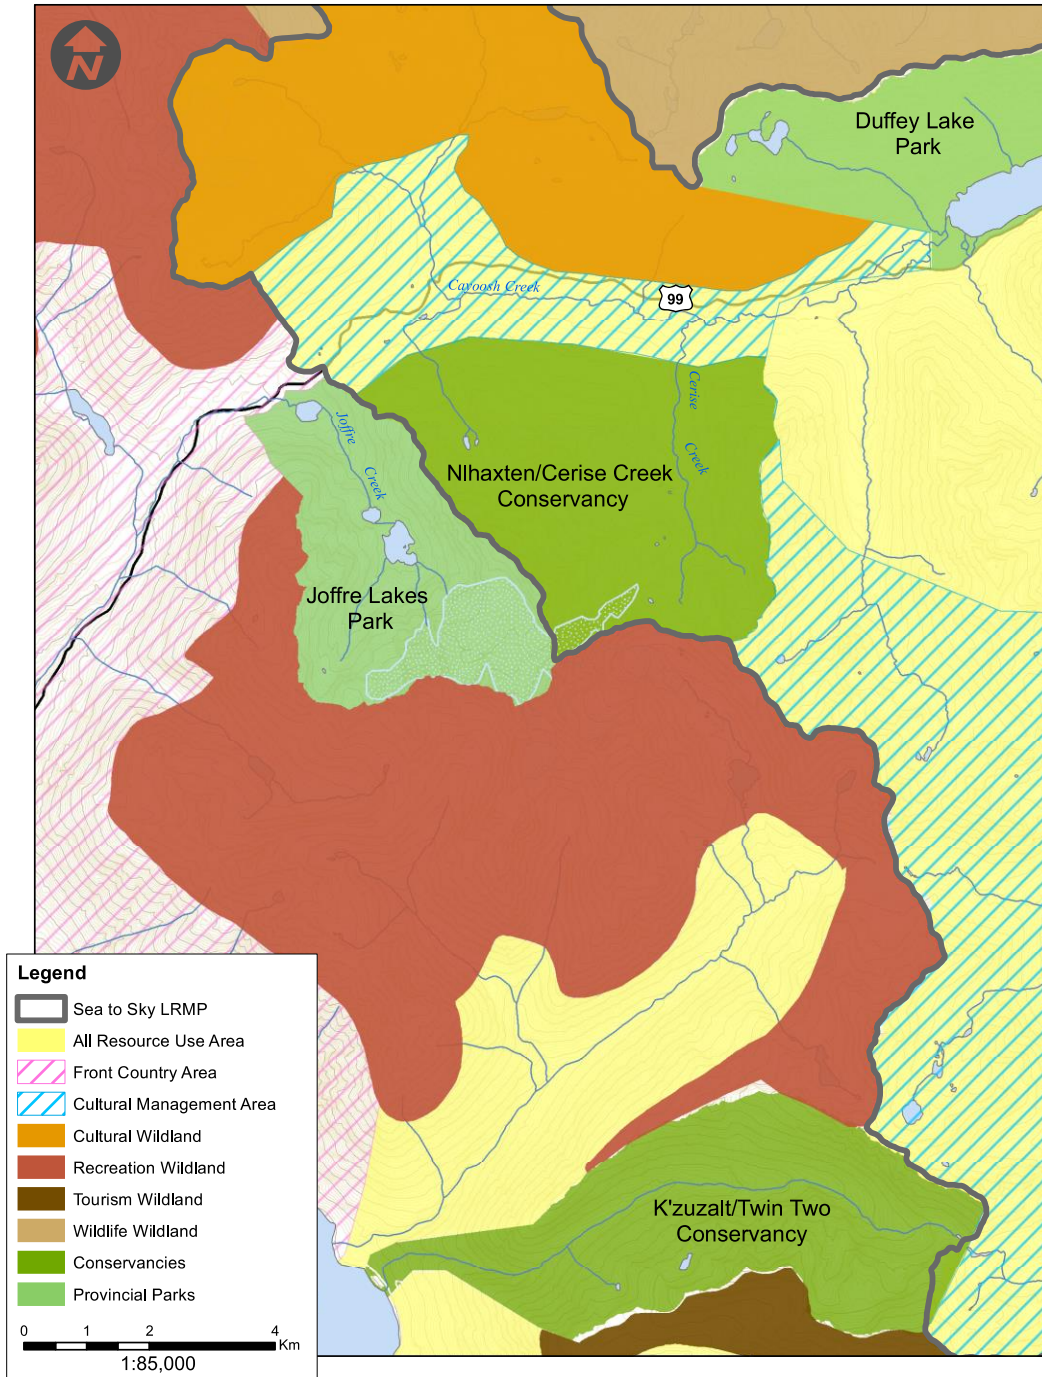 N
Duffey Lake
Park
Cayoosh Creek
99
Cerise
Creek
Joffre
Creek
Nlhaxten/Cerise Creek
Conservancy
Joffre Lakes
Park
K'zuzalt/Twin Two
Conservancy
Legend
Sea to Sky LRMP
All Resource Use Area
Front Country Area
Cultural Management Area
Cultural Wildland
Recreation Wildland
Tourism Wildland
Wildlife Wildland
Conservancies
Provincial Parks
0 1 2 4
Km
1:85,000